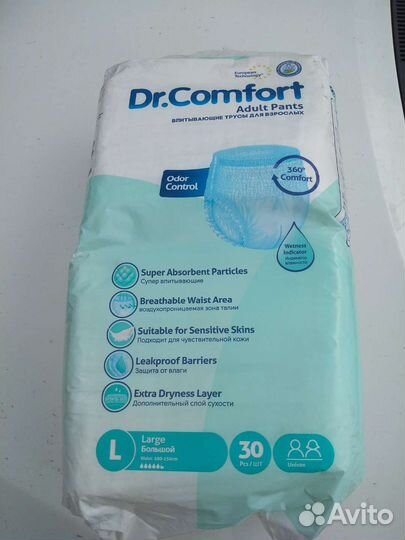 European
Technology
Dr.Comfort
Adult Pants
ВПИТЫВАЮЩИЕ ТРУСЫ ДЛЯ ВЗРОСЛЫХ
Odor
Control
360°
Comfort
Wetness
Indicator
Индикатор
влажности
Super Absorbent Particles
Супер впитывающие
Breathable Waist Area
воздухопроницаемая зона талии
Suitable for Sensitive Skins
Подходит для чувствительной кожи
Leakproof Barriers
Защита от влаги
Extra Dryness Layer
Дополнительный слой сухости
L
Large
Большой
30
Pcs / ШТ
Unisex
Avito